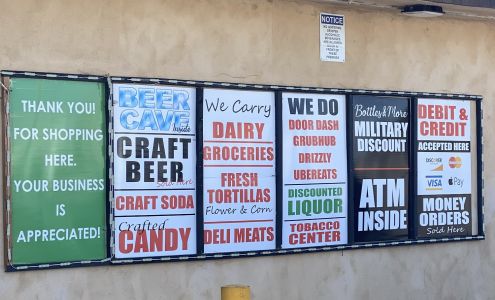 NOTICE
THANK YOU!
FOR SHOPPING
HERE.
YOUR BUSINESS
IS
APPRECIATED!
BEER
CAVE
Inside
CRAFT
BEER
Sold Here
CRAFT SODA
Crafted
CANDY
We Carry
DAIRY
GROCERIES
FRESH
TORTILLAS
Flower & Corn
DELI MEATS
WE DO
DOOR DASH
GRUBHUB
DRIZZLY
UBEREATS
DISCOUNTED
LIQUOR
TOBACCO
CENTER
Bottles & More
MILITARY
DISCOUNT
ATM
INSIDE
DEBIT &
CREDIT
ACCEPTED HERE
DISCOVER
VISA
Pay
MONEY
ORDERS
Sold Here